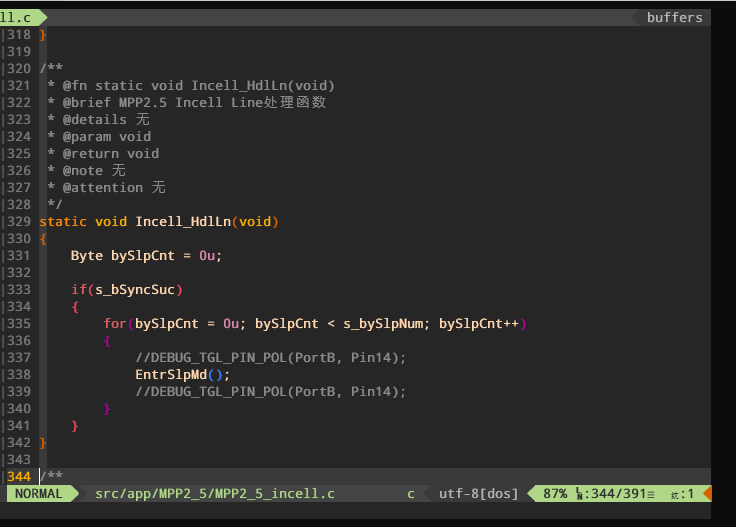 ll.c buffers
318 }
319
320 /**
321  * @fn static void Incell_HdlLn(void)
322  * @brief MPP2.5 Incell Line处理函数
323  * @details 无
324  * @param void
325  * @return void
326  * @note 无
327  * @attention 无
328  */
329 static void Incell_HdlLn(void)
330 {
331     Byte bySlpCnt = 0u;
332
333     if(s_bSyncSuc)
334     {
335         for(bySlpCnt = 0u; bySlpCnt < s_bySlpNum; bySlpCnt++)
336         {
337             //DEBUG_TGL_PIN_POL(PortB, Pin14);
338             EntrSlpMd();
339             //DEBUG_TGL_PIN_POL(PortB, Pin14);
340         }
341     }
342 }
343
344 /**
NORMAL src/app/MPP2_5/MPP2_5_incell.c c utf-8[dos] 87% :344/391 :1